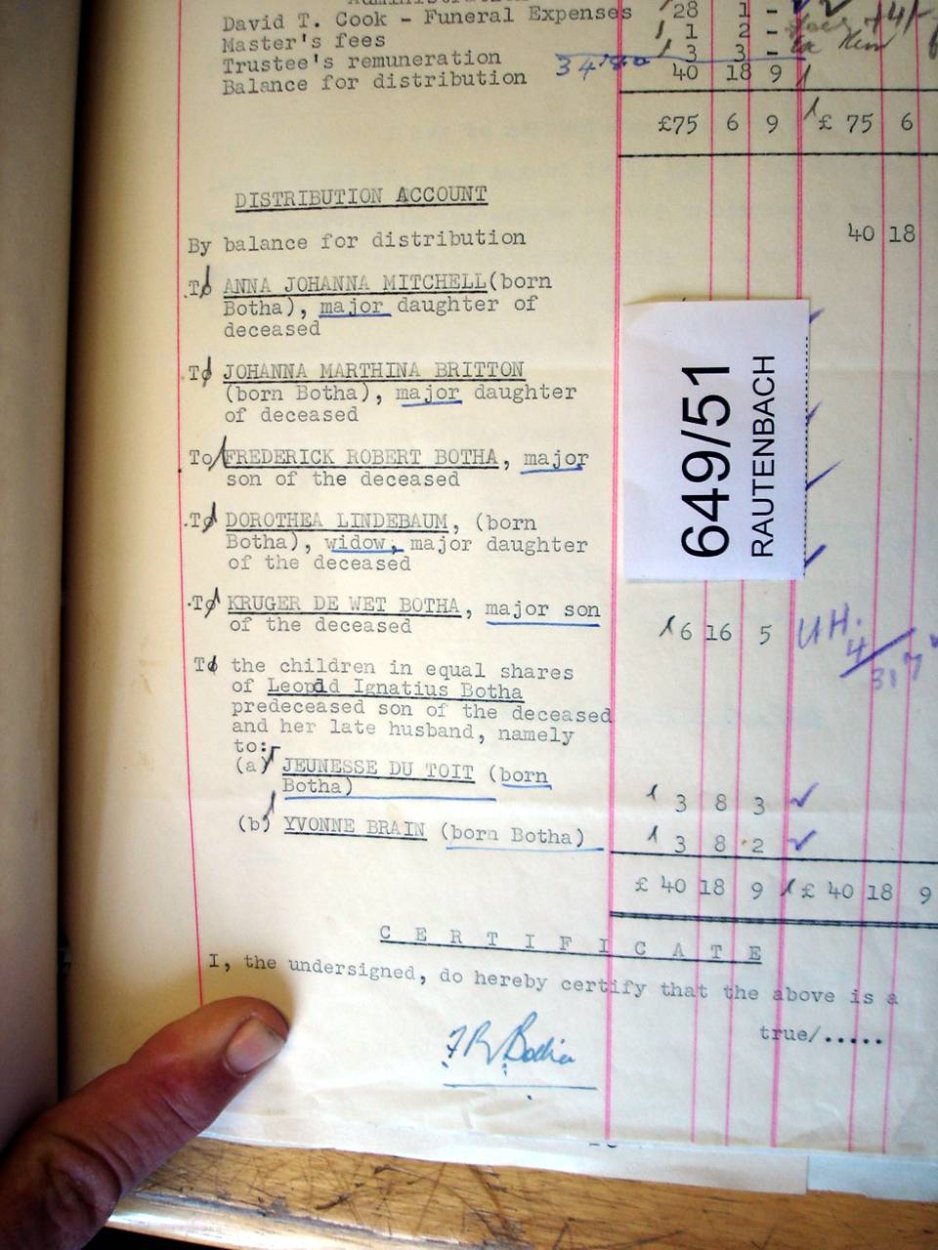 David T. Cook - Funeral Expenses 28 1 -
Master's fees 1 2 -
Trustee's remuneration 3 3 -
Balance for distribution 40 18 9
£75 6 9 £ 75 6
DISTRIBUTION ACCOUNT
By balance for distribution 40 18
To ANNA JOHANNA MITCHELL(born
Botha), major daughter of
deceased
To JOHANNA MARTHINA BRITTON
(born Botha), major daughter
of deceased
To FREDERICK ROBERT BOTHA, major
son of the deceased
To DOROTHEA LINDEBAUM, (born
Botha), widow, major daughter
of the deceased
649/51
RAUTENBACH
To KRUGER DE WET BOTHA, major son
of the deceased 6 16 5 UH.
4/317
To the children in equal shares
of Leopold Ignatius Botha
predeceased son of the deceased
and her late husband, namely
to:-
(a) JEUNESSE DU TOIT (born
Botha) 3 8 3
(b) YVONNE BRAIN (born Botha) 3 8 2
£ 40 18 9 £ 40 18 9
C E R T I F I C A T E
I, the undersigned, do hereby certify that the above is a
true/.....
F R Botha